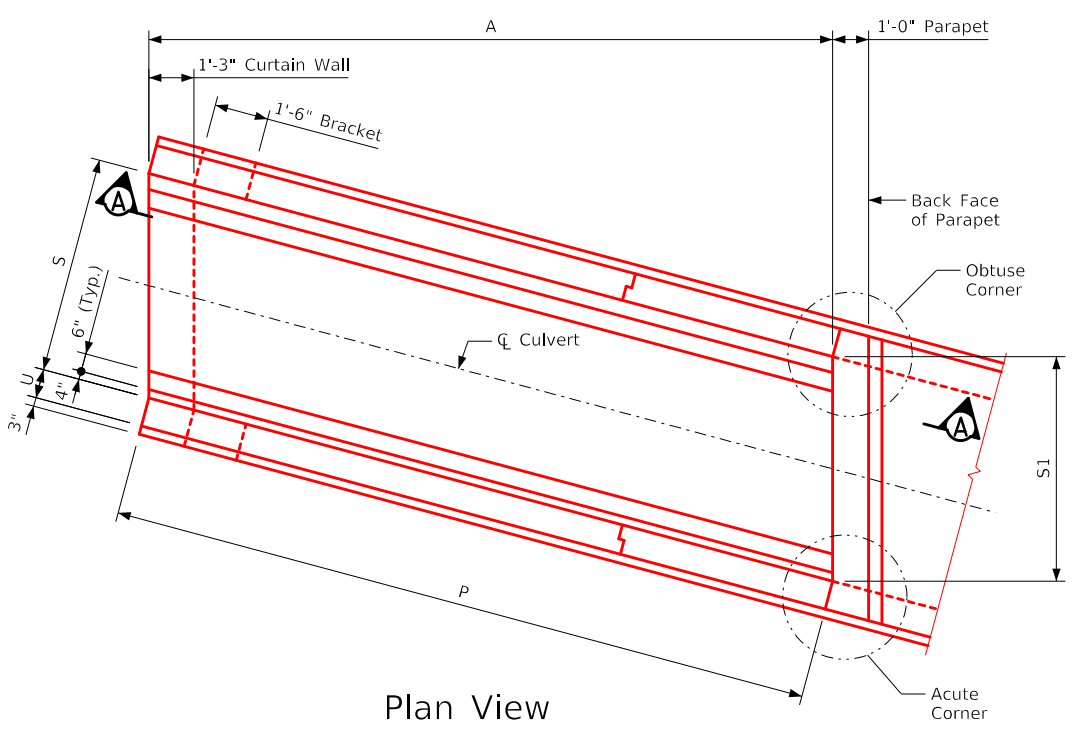 A
1'-0" Parapet
1'-3" Curtain Wall
1'-6" Bracket
A
Back Face
of Parapet
S
Obtuse
Corner
6" (Typ.)
℄ Culvert
U
4"
3"
A
S1
P
Acute
Corner
Plan View